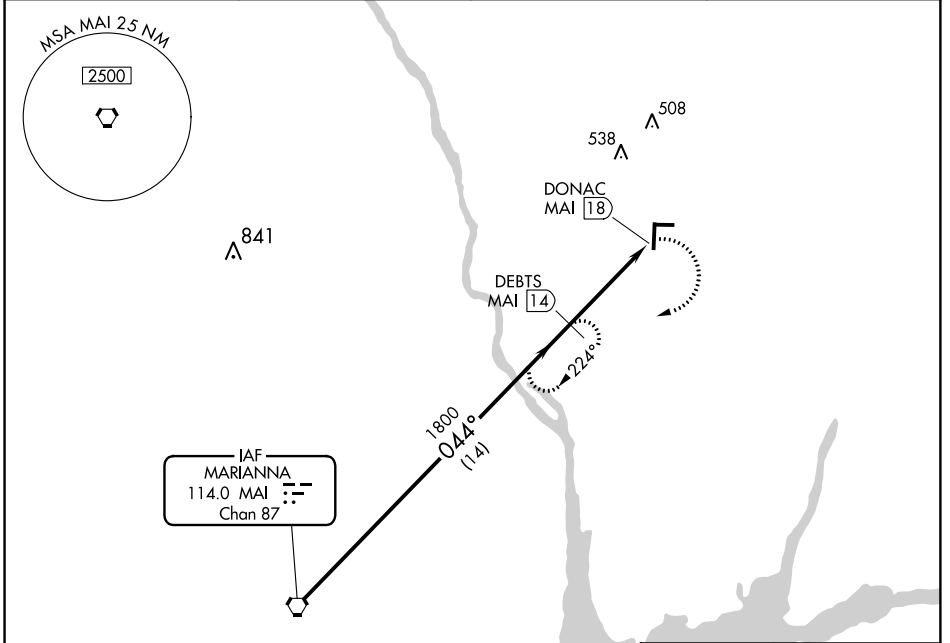 MSA MAI 25 NM
2500
508
538
DONAC
MAI 18
841
DEBTS
MAI 14
224°
1800
044°
(14)
IAF
MARIANNA
114.0 MAI
Chan 87